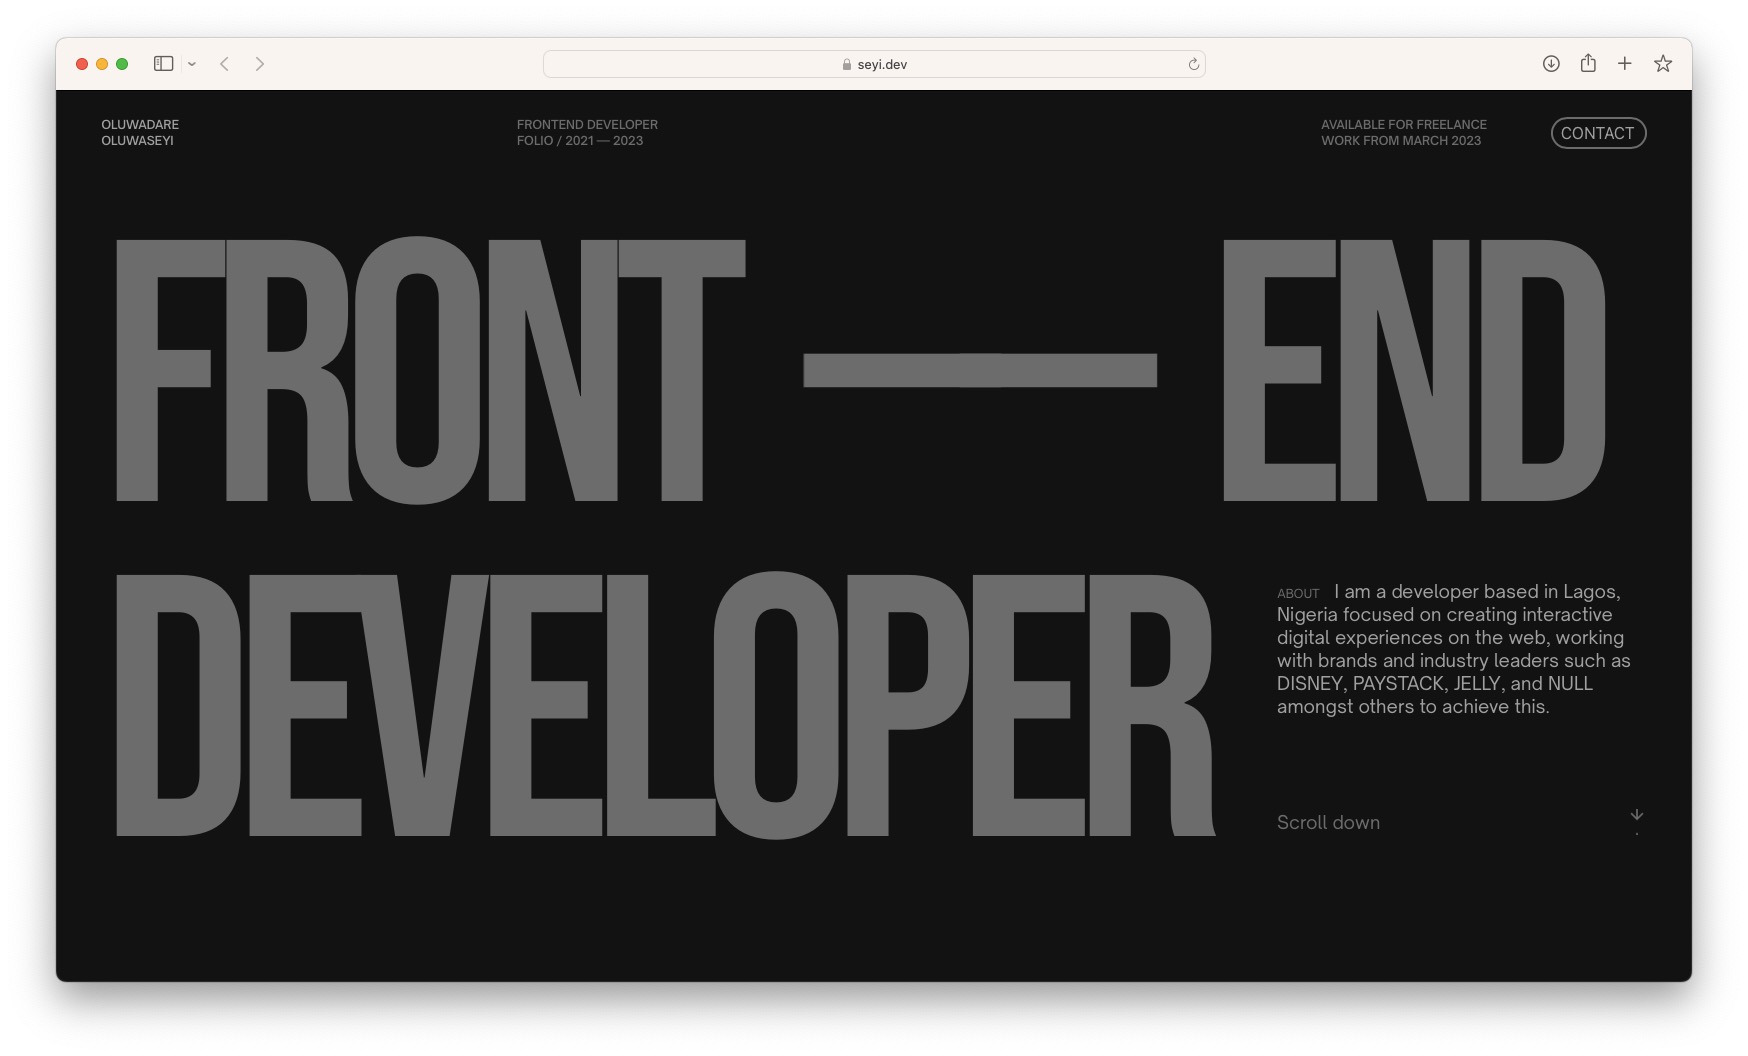 seyi.dev
OLUWADARE
OLUWASEYI
FRONTEND DEVELOPER
FOLIO / 2021 — 2023
AVAILABLE FOR FREELANCE
WORK FROM MARCH 2023
CONTACT
FRONT — END
DEVELOPER
ABOUT I am a developer based in Lagos,
Nigeria focused on creating interactive
digital experiences on the web, working
with brands and industry leaders such as
DISNEY, PAYSTACK, JELLY, and NULL
amongst others to achieve this.
Scroll down